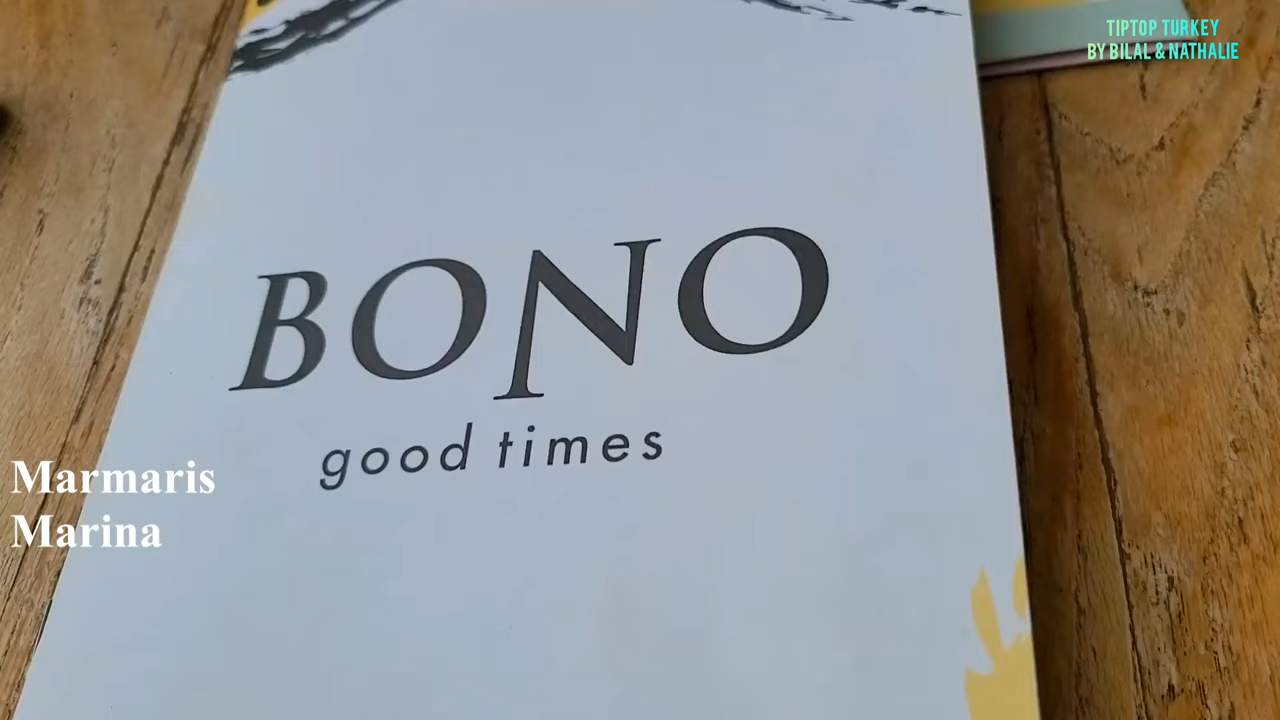 TIPTOP TURKEY
BY BILAL & NATHALIE
BONO
good times
Marmaris
Marina